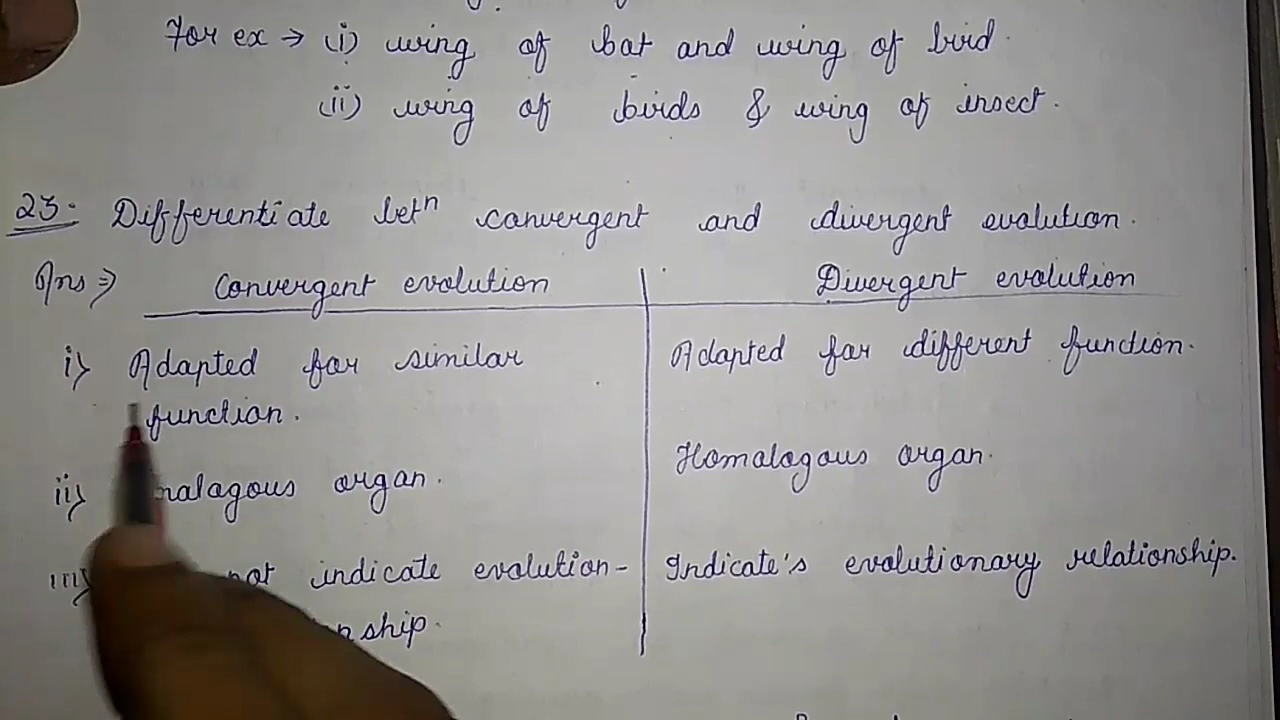 For ex → (i) wing of bat and wing of bird.
(ii) wing of birds & wing of insect.
23. Differentiate betⁿ convergent and divergent evolution.
Ans ⇒ Convergent evolution Divergent evolution
i) Adapted for similar Adapted for different function.
function.
ii) organ. Homalogous organ.
iii) not indicate evolution- Indicate's evolutionary relationship.